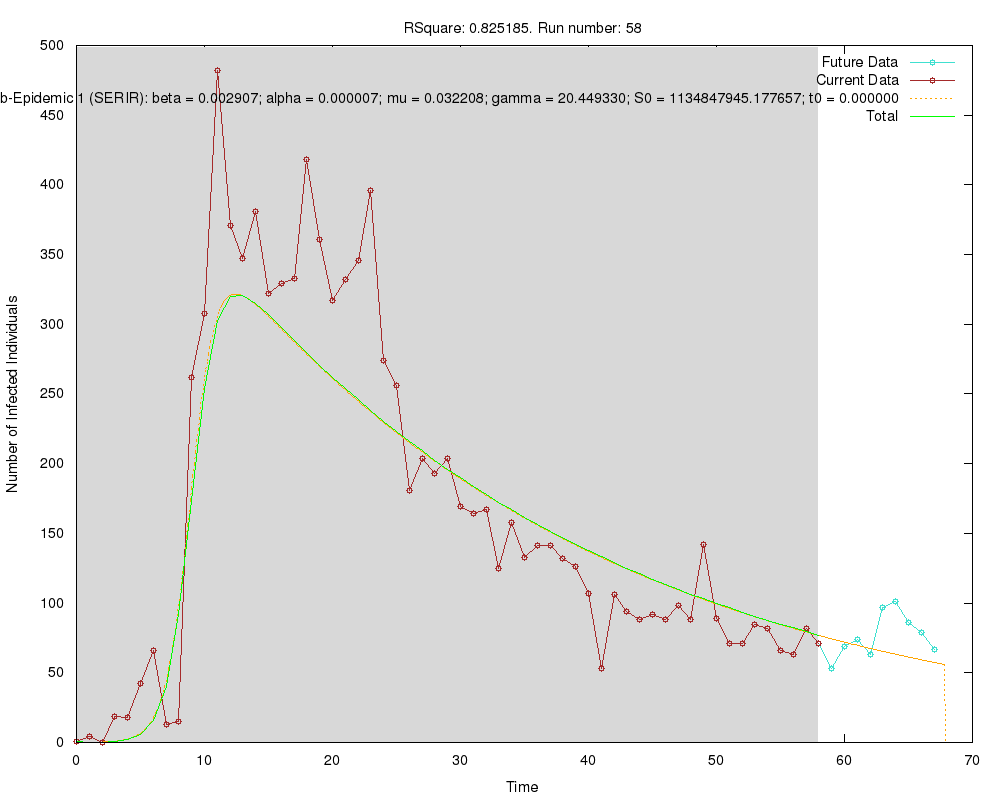 RSquare: 0.825185. Run number: 58
500
Future Data
Current Data
b-Epidemic 1 (SERIR): beta = 0.002907; alpha = 0.000007; mu = 0.032208; gamma = 20.449330; S0 = 1134847945.177657; t0 = 0.000000
450
Total
400
350
300
250
200
150
100
50
0
Number of Infected Individuals
0 10 20 30 40 50 60 70
Time